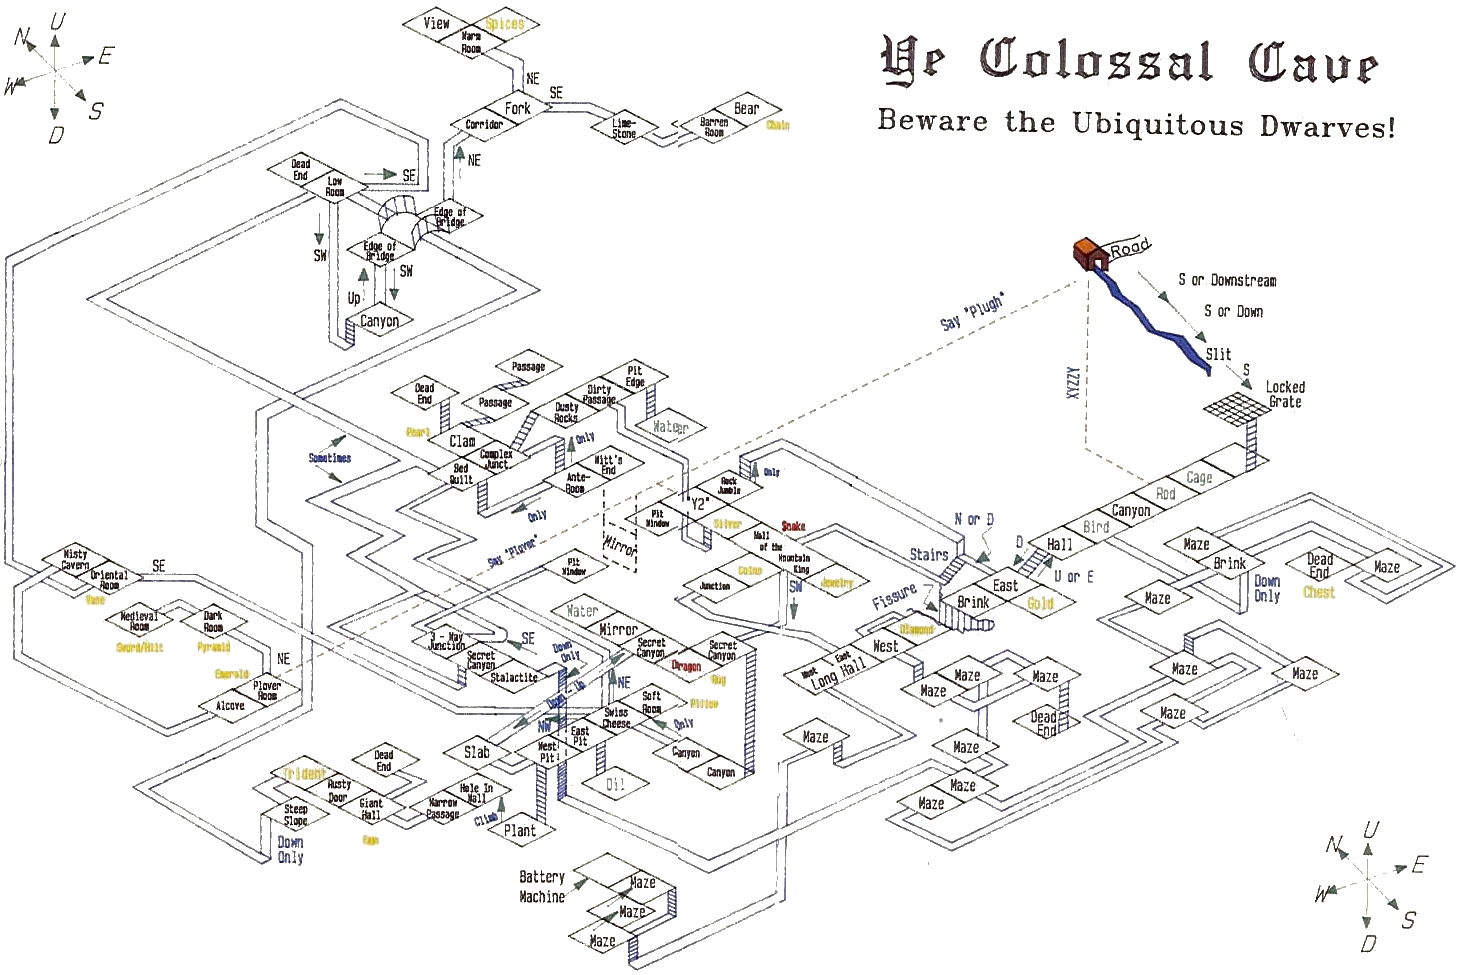 Ye Colossal Cave
Beware the Ubiquitous Dwarves!
U
N
E
W
S
D
View
Spices
Warm
Room
NE
Fork
SE
Corridor
Lime-
Stone
Barren
Room
Bear
Chain
NE
Dead
End
Low
Room
SE
SW
Edge of
Bridge
Edge of
Bridge
SW
Up
Canyon
Road
S or Downstream
S or Down
Slit
S
Locked
Grate
Say "Plugh"
XYZZY
Passage
Passage
Dead
End
Pearl
Clam
Complex
Junct.
Bed
Quilt
Dusty
Rocks
Dirty
Passage
Pit
Edge
Water
Only
Witt's
End
Ante-
Room
Only
Sometimes
Say "Plover"
Mirror
Pit
Window
Pit
Window
"Y2"
Rock
Jumble
Only
Silver
Snake
Hall
of the
Mountain
King
Coins
Junction
Jewelry
SW
Cage
Rod
Canyon
Bird
Hall
N or D
D
U or E
Stairs
Fissure
East
Brink
Gold
Diamond
West
West
East
Long Hall
Maze
Brink
Dead
End
Chest
Maze
Down
Only
Maze
Maze
Maze
Maze
Maze
Maze
Maze
Dead
End
Maze
Maze
Maze
Maze
Misty
Cavern
Oriental
Room
Vase
SE
Medieval
Room
Sword/Hilt
Dark
Room
Pyramid
Emerald
NE
Plover
Room
Alcove
3 - Way
Junction
SE
Secret
Canyon
Stalactite
Down
Only
Water
Mirror
Secret
Canyon
Dragon
Secret
Canyon
Rug
Down - Up
NE
NW
Soft
Room
Pillow
Swiss
Cheese
Only
East
Pit
West
Pit
Canyon
Canyon
Oil
Slab
Plant
Climb
Hole In
Wall
Narrow
Passage
Dead
End
Trident
Rusty
Door
Giant
Hall
Eggs
Steep
Slope
Down
Only
Battery
Machine
Maze
Maze
Maze
U
N
E
W
S
D